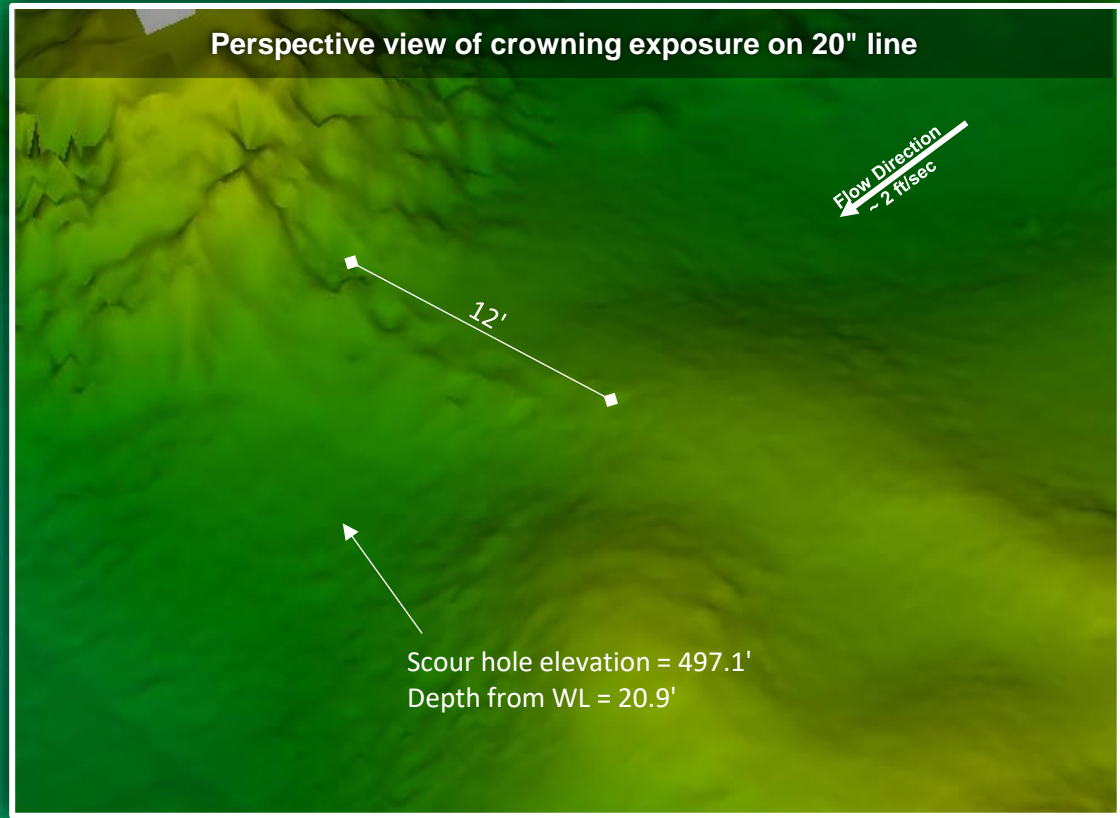 Perspective view of crowning exposure on 20" line
Flow Direction
~ 2 ft/sec
12'
Scour hole elevation = 497.1'
Depth from WL = 20.9'